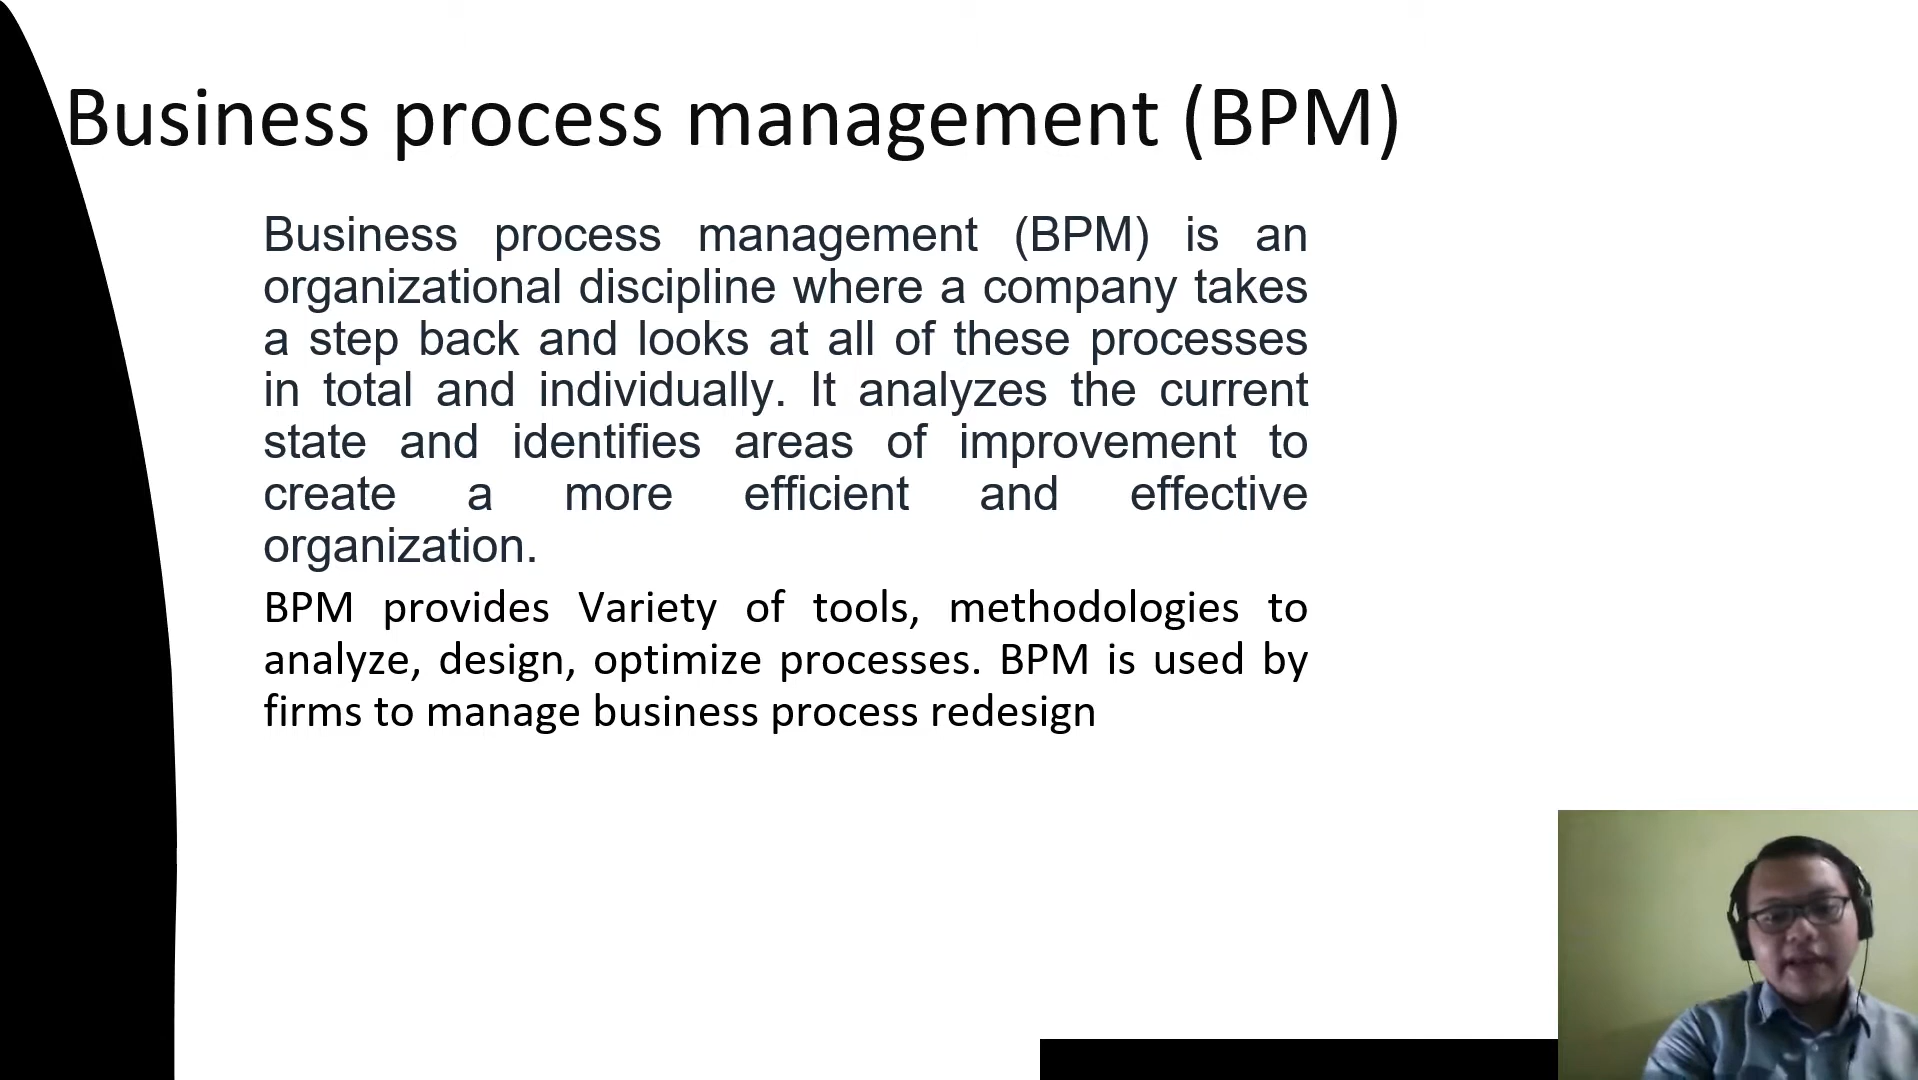 Business process management (BPM)
Business process management (BPM) is an
organizational discipline where a company takes
a step back and looks at all of these processes
in total and individually. It analyzes the current
state and identifies areas of improvement to
create a more efficient and effective
organization.
BPM provides Variety of tools, methodologies to
analyze, design, optimize processes. BPM is used by
firms to manage business process redesign